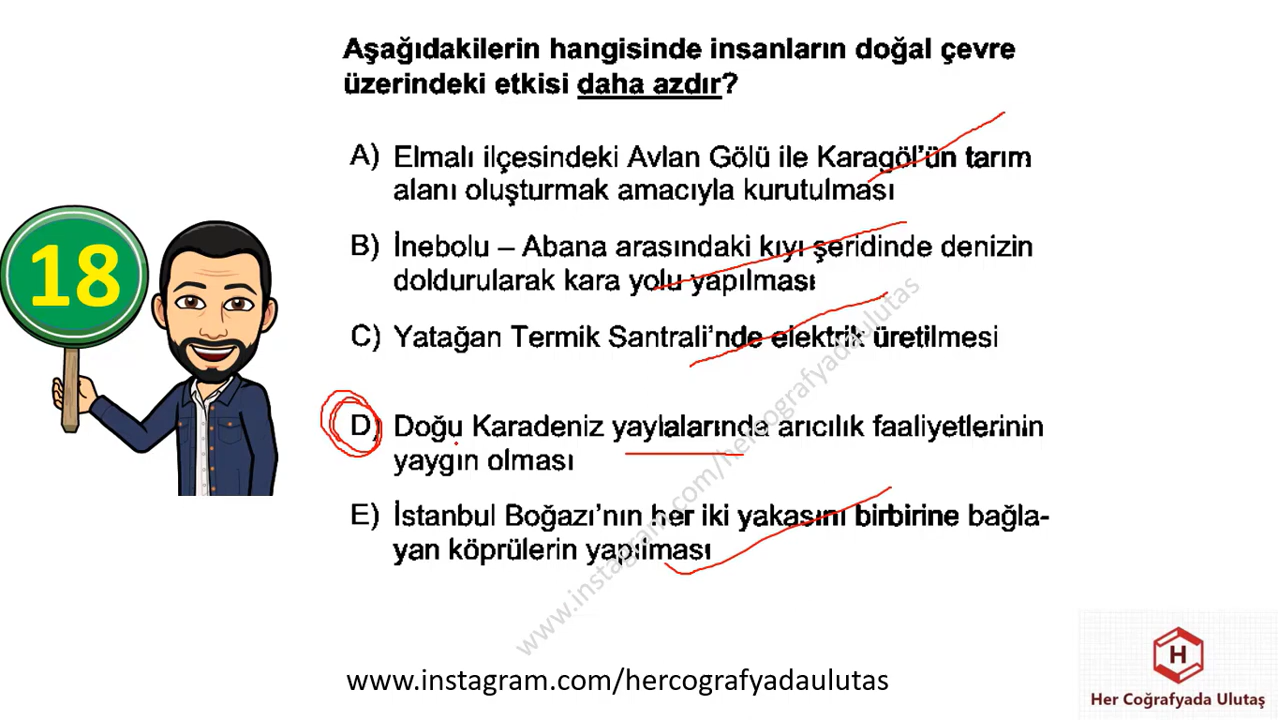 Aşağıdakilerin hangisinde insanların doğal çevre
üzerindeki etkisi daha azdır?
A) Elmalı ilçesindeki Avlan Gölü ile Karagöl’ün tarım
alanı oluşturmak amacıyla kurutulması
18
B) İnebolu – Abana arasındaki kıyı şeridinde denizin
doldurularak kara yolu yapılması
C) Yatağan Termik Santrali’nde elektrik üretilmesi
D) Doğu Karadeniz yaylalarında arıcılık faaliyetlerinin
yaygın olması
E) İstanbul Boğazı’nın her iki yakasını birbirine bağla-
yan köprülerin yapılması
www.instagram.com/hercografyadaulutas
www.instagram.com/hercografyadaulutas
H
Her Coğrafyada Ulutaş